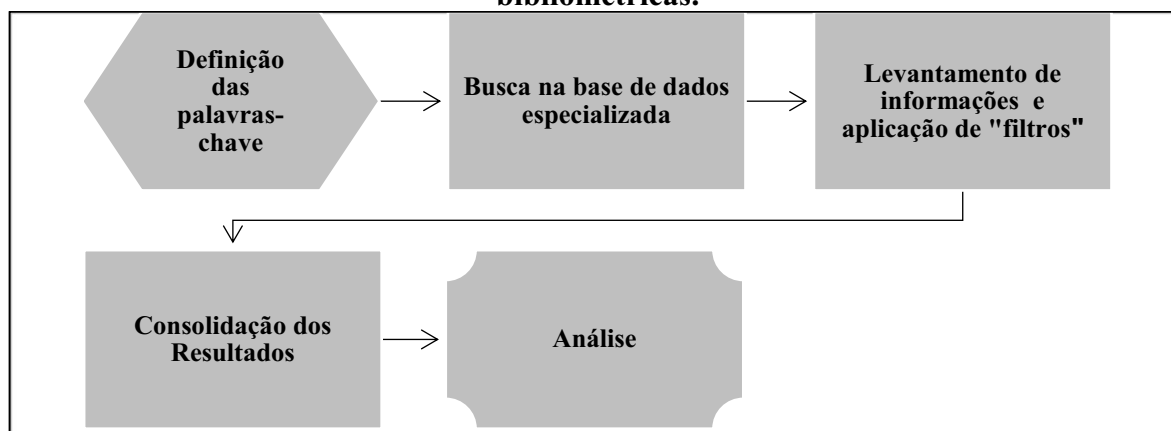 bibliométricas.
Definição
das
palavras-
chave
Busca na base de dados
especializada
Levantamento de
informações e
aplicação de "filtros"
Consolidação dos
Resultados
Análise